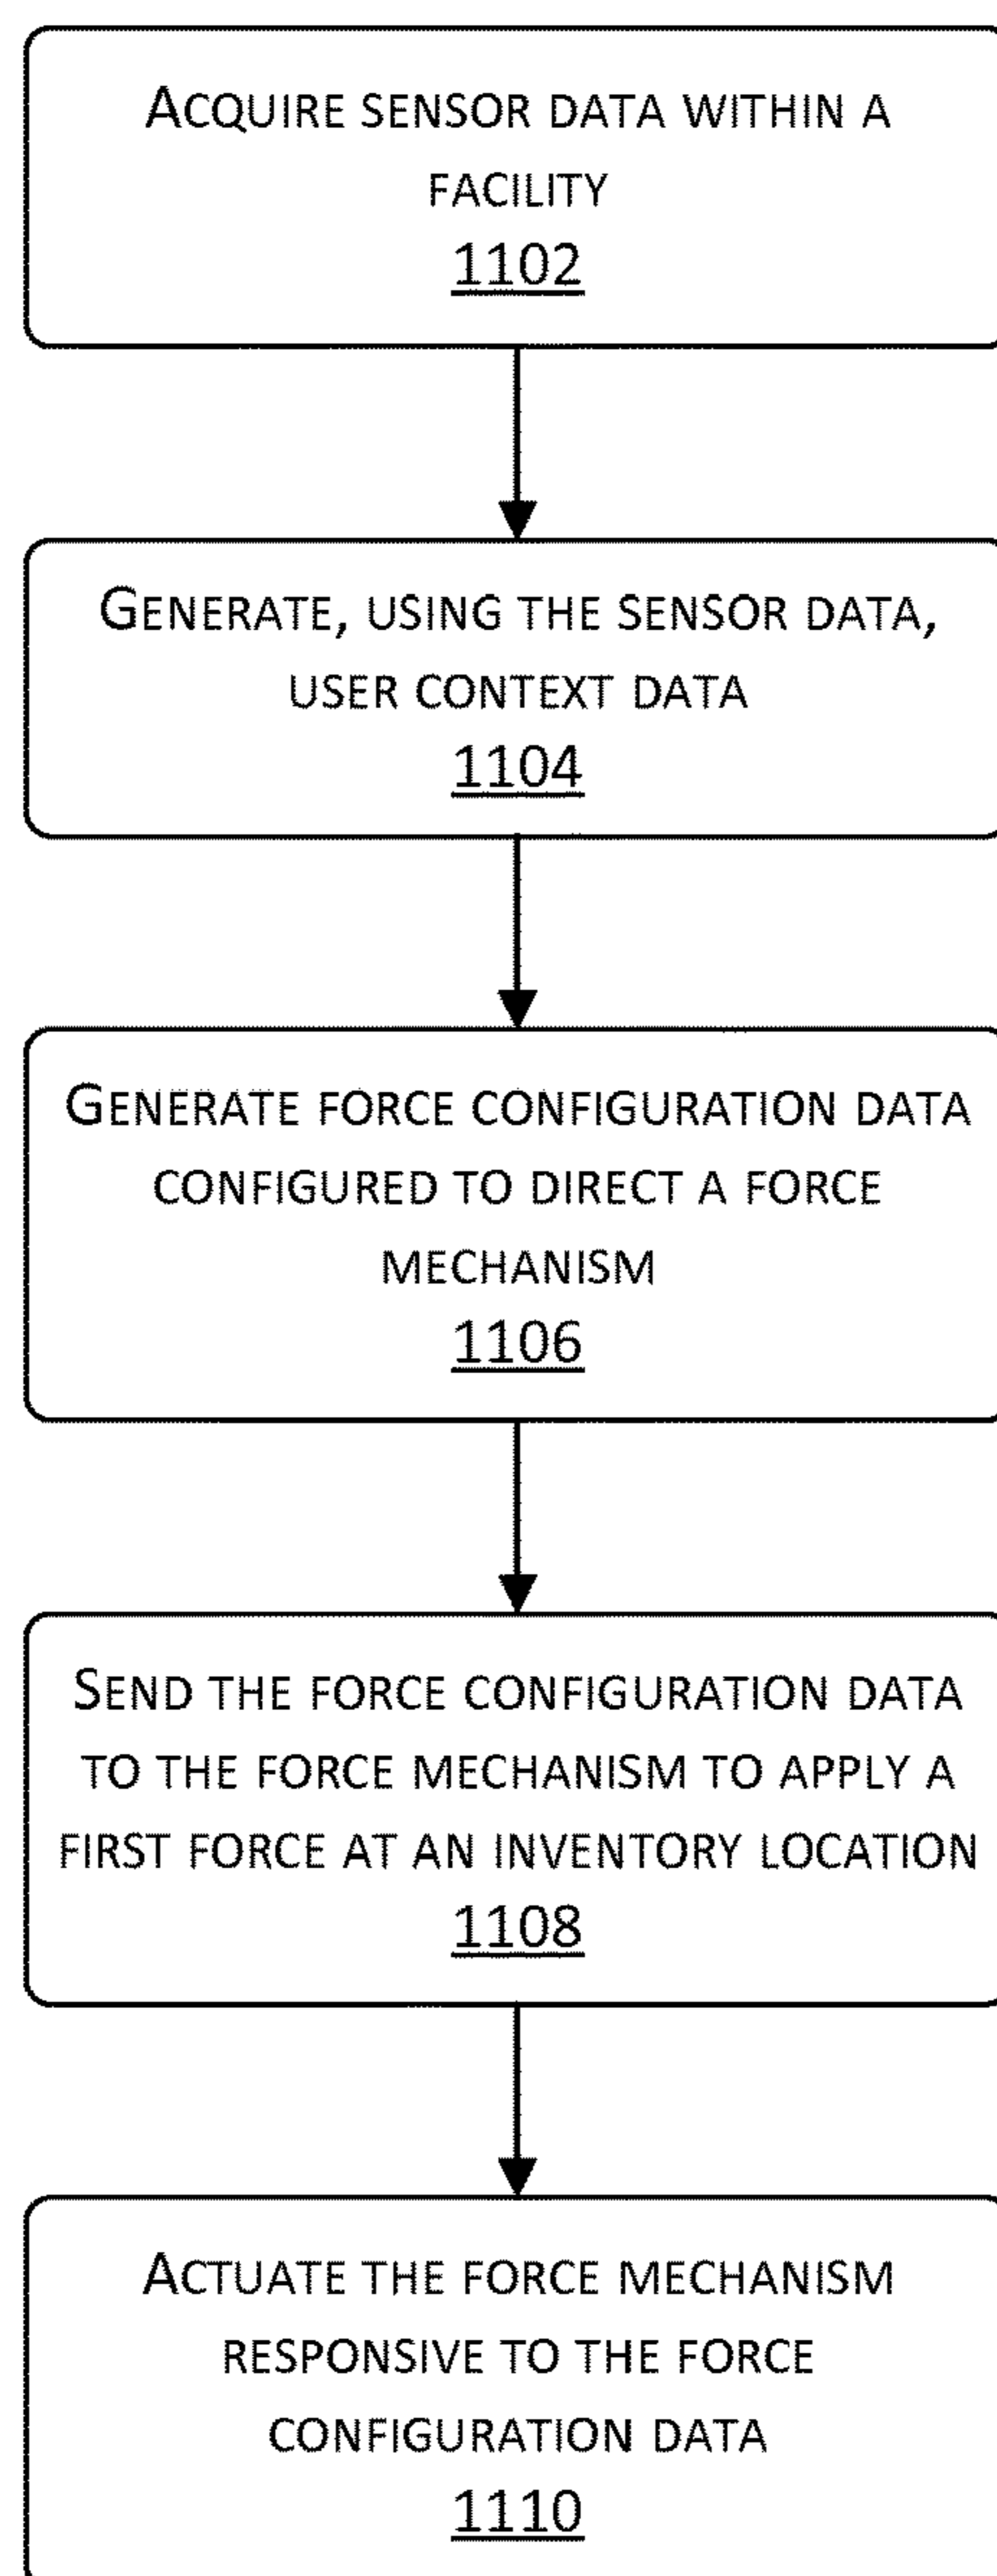 ACQUIRE SENSOR DATA WITHIN A
FACILITY
1102
GENERATE, USING THE SENSOR DATA,
USER CONTEXT DATA
1104
GENERATE FORCE CONFIGURATION DATA
CONFIGURED TO DIRECT A FORCE
MECHANISM
1106
SEND THE FORCE CONFIGURATION DATA
TO THE FORCE MECHANISM TO APPLY A
FIRST FORCE AT AN INVENTORY LOCATION
1108
ACTUATE THE FORCE MECHANISM
RESPONSIVE TO THE FORCE
CONFIGURATION DATA
1110